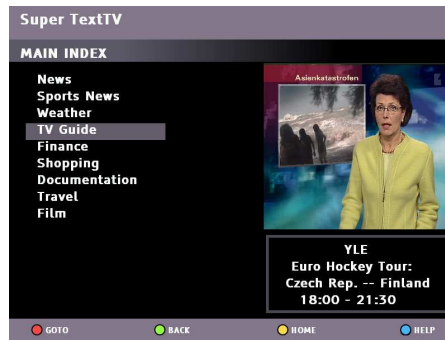 Super TextTV
MAIN INDEX
News
Sports News
Weather
TV Guide
Finance
Shopping
Documentation
Travel
Film
Asienkatastrofen
YLE
Euro Hockey Tour:
Czech Rep. -- Finland
18:00 - 21:30
GOTO
BACK
HOME
HELP